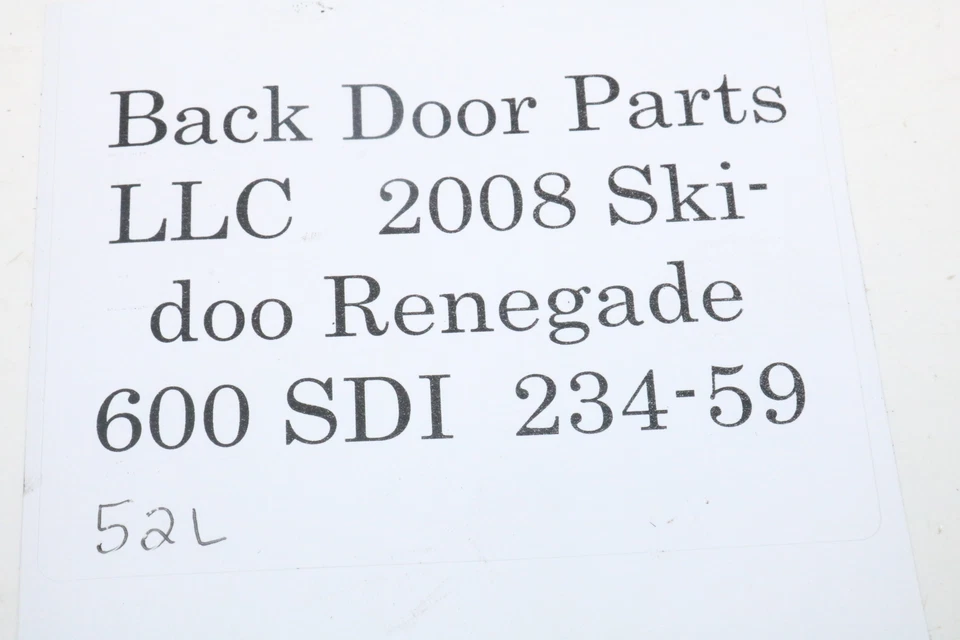 Back Door Parts
LLC 2008 Ski-
doo Renegade
600 SDI 234-59
52L